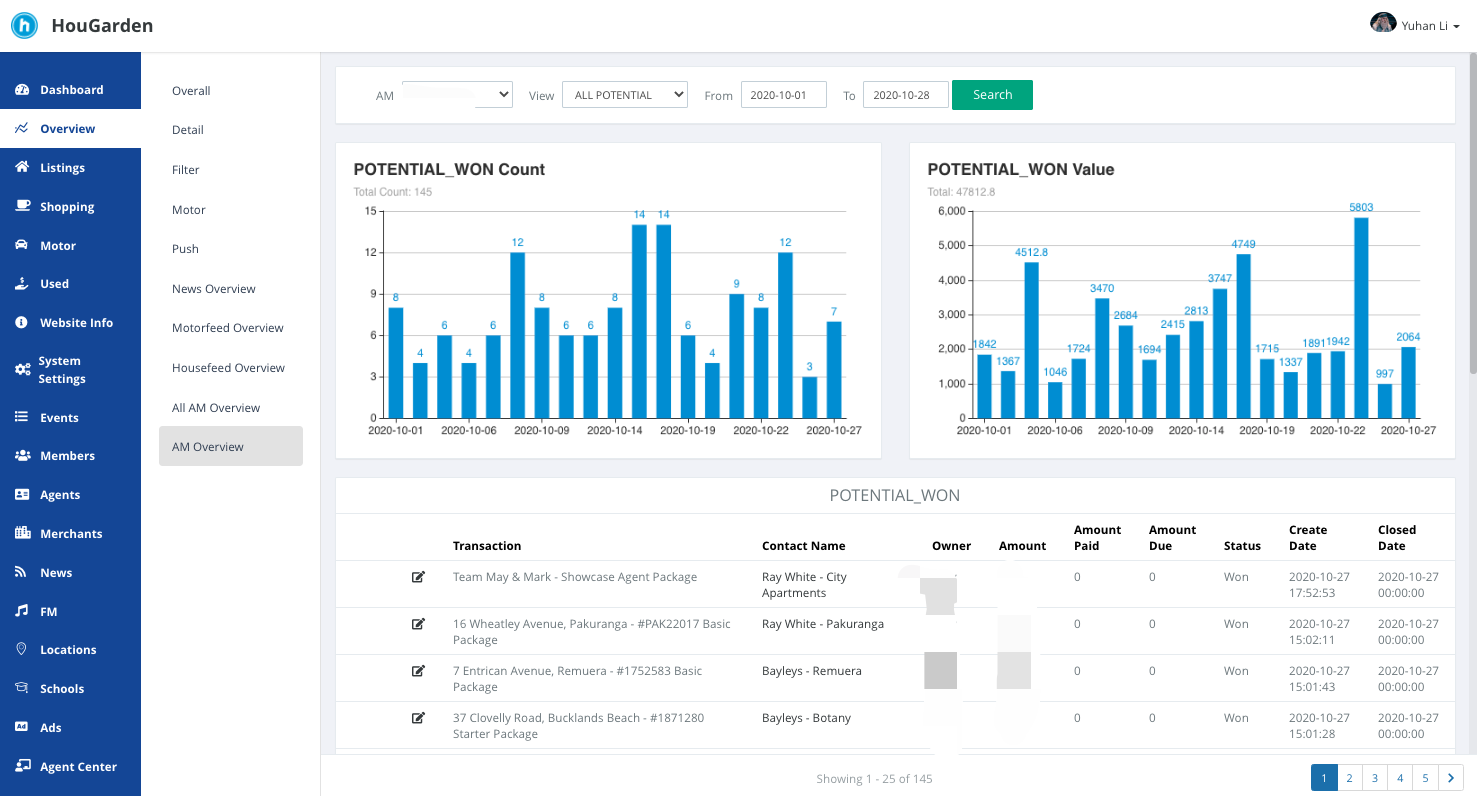 HouGarden
Yuhan Li
Dashboard
Overview
Listings
Shopping
Motor
Used
Website Info
System
Settings
Events
Members
Agents
Merchants
News
FM
Locations
Schools
Ads
Agent Center
Overall
Detail
Filter
Motor
Push
News Overview
Motorfeed Overview
Housefeed Overview
All AM Overview
AM Overview
AM View ALL POTENTIAL From 2020-10-01 To 2020-10-28 Search
POTENTIAL_WON Count
Total Count: 145
15
12
9
6
3
0
8 4 6 4 6 12 8 6 6 8 14 14 6 4 9 8 12 3 7
2020-10-01 2020-10-06 2020-10-09 2020-10-14 2020-10-19 2020-10-22 2020-10-27
POTENTIAL_WON Value
Total: 47812.8
6,000
5,000
4,000
3,000
2,000
1,000
0
1842 1367 4512.8 1046 1724 3470 2684 1694 2415 2813 3747 4749 1715 1337 1891 1942 5803 997 2064
2020-10-01 2020-10-06 2020-10-09 2020-10-14 2020-10-19 2020-10-22 2020-10-27
POTENTIAL_WON
Transaction Contact Name Owner Amount Amount Paid Amount Due Status Create Date Closed Date
Team May & Mark - Showcase Agent Package Ray White - City Apartments 0 0 Won 2020-10-27 17:52:53 2020-10-27 00:00:00
16 Wheatley Avenue, Pakuranga - #PAK22017 Basic Package Ray White - Pakuranga 0 0 Won 2020-10-27 15:02:11 2020-10-27 00:00:00
7 Entrican Avenue, Remuera - #1752583 Basic Package Bayleys - Remuera 0 0 Won 2020-10-27 15:01:43 2020-10-27 00:00:00
37 Clovelly Road, Bucklands Beach - #1871280 Starter Package Bayleys - Botany 0 0 Won 2020-10-27 15:01:28 2020-10-27 00:00:00
Showing 1 - 25 of 145
1 2 3 4 5